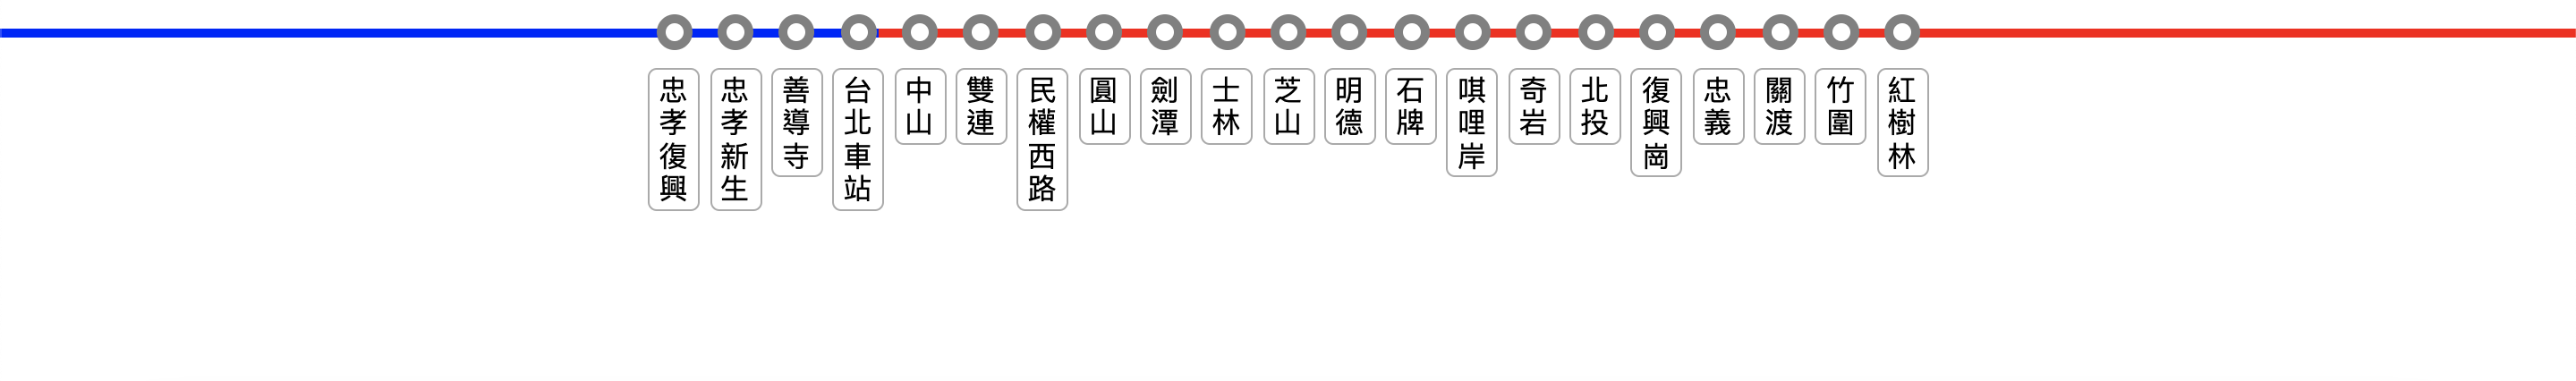 忠孝復興
忠孝新生
善導寺
台北車站
中山
雙連
民權西路
圓山
劍潭
士林
芝山
明德
石牌
唭哩岸
奇岩
北投
復興崗
忠義
關渡
竹圍
紅樹林